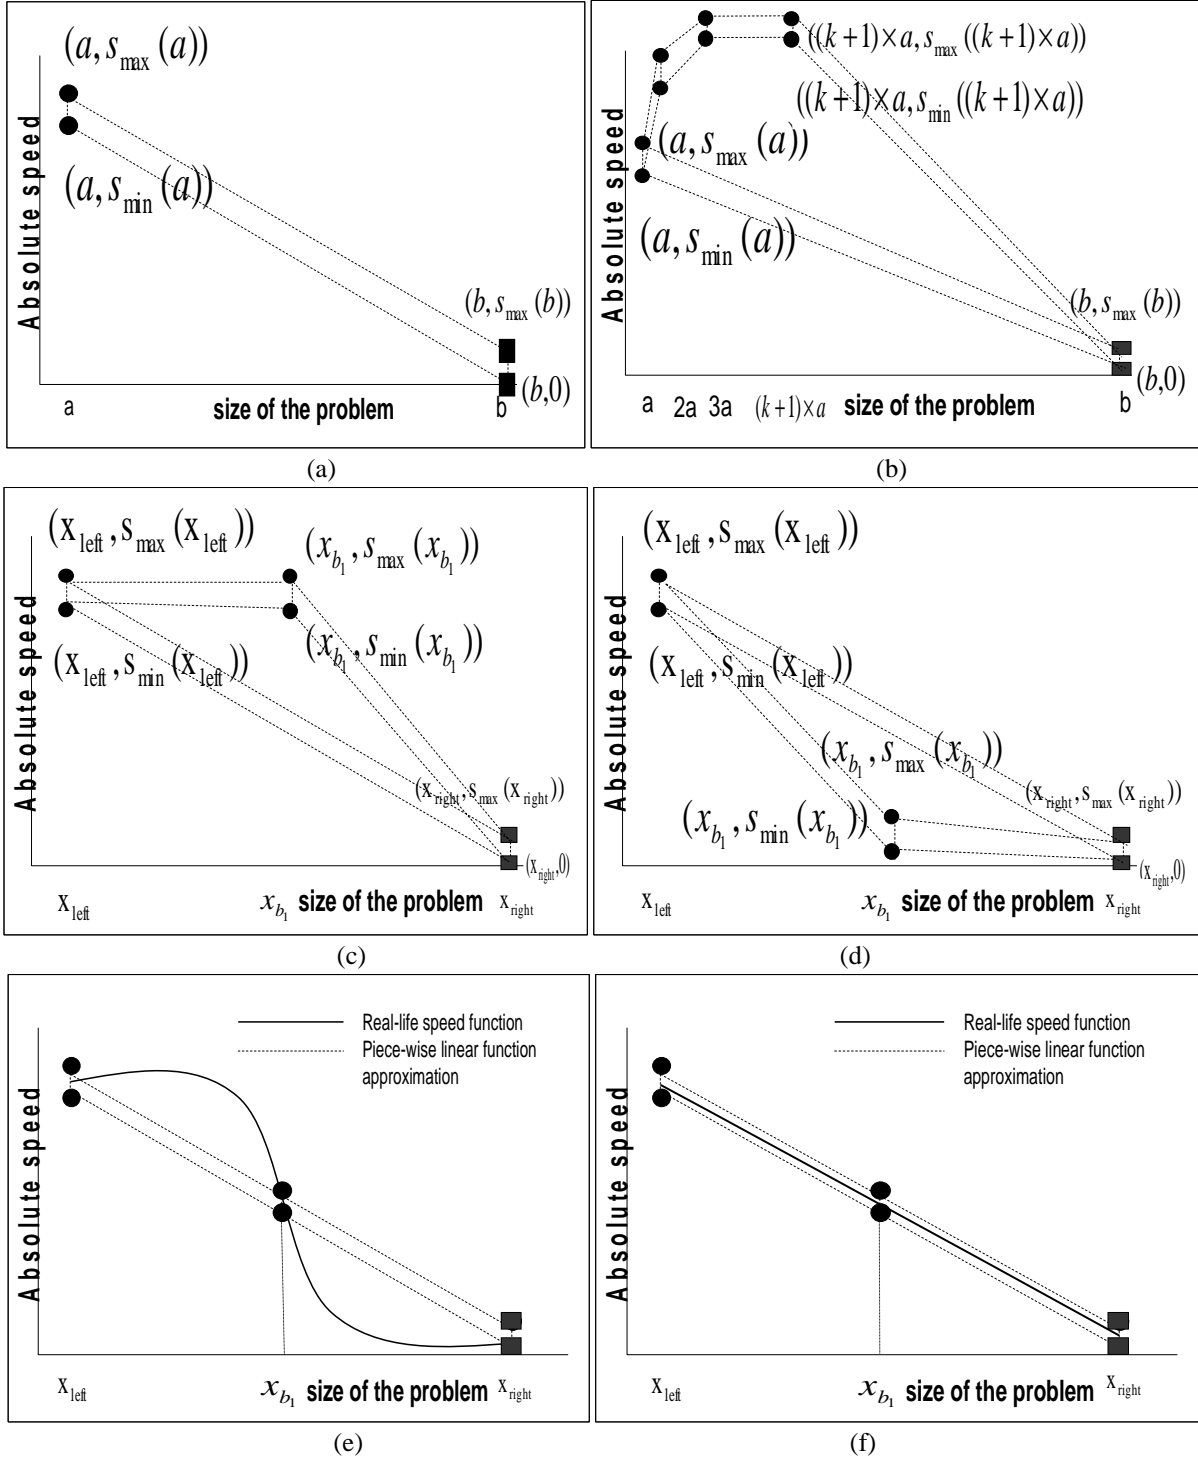 (a, s_max (a))
(a, s_min (a))
(b, s_max (b))
(b,0)
Absolute speed
a
size of the problem
b
(a)
((k+1)×a, s_max ((k+1)×a))
((k+1)×a, s_min ((k+1)×a))
(a, s_max (a))
(a, s_min (a))
(b, s_max (b))
(b,0)
Absolute speed
a 2a 3a (k+1)×a size of the problem b
(b)
(x_left, s_max (x_left))
(x_b₁, s_max (x_b₁))
(x_left, s_min (x_left))
(x_b₁, s_min (x_b₁))
(x_right, s_max (x_right))
(x_right,0)
Absolute speed
x_left x_b₁ size of the problem x_right
(c)
(x_left, s_max (x_left))
(x_left, s_min (x_left))
(x_b₁, s_max (x_b₁))
(x_right, s_max (x_right))
(x_b₁, s_min (x_b₁))
(x_right,0)
Absolute speed
x_left x_b₁ size of the problem x_right
(d)
Real-life speed function
Piece-wise linear function
approximation
Absolute speed
x_left x_b₁ size of the problem x_right
(e)
Real-life speed function
Piece-wise linear function
approximation
Absolute speed
x_left x_b₁ size of the problem x_right
(f)